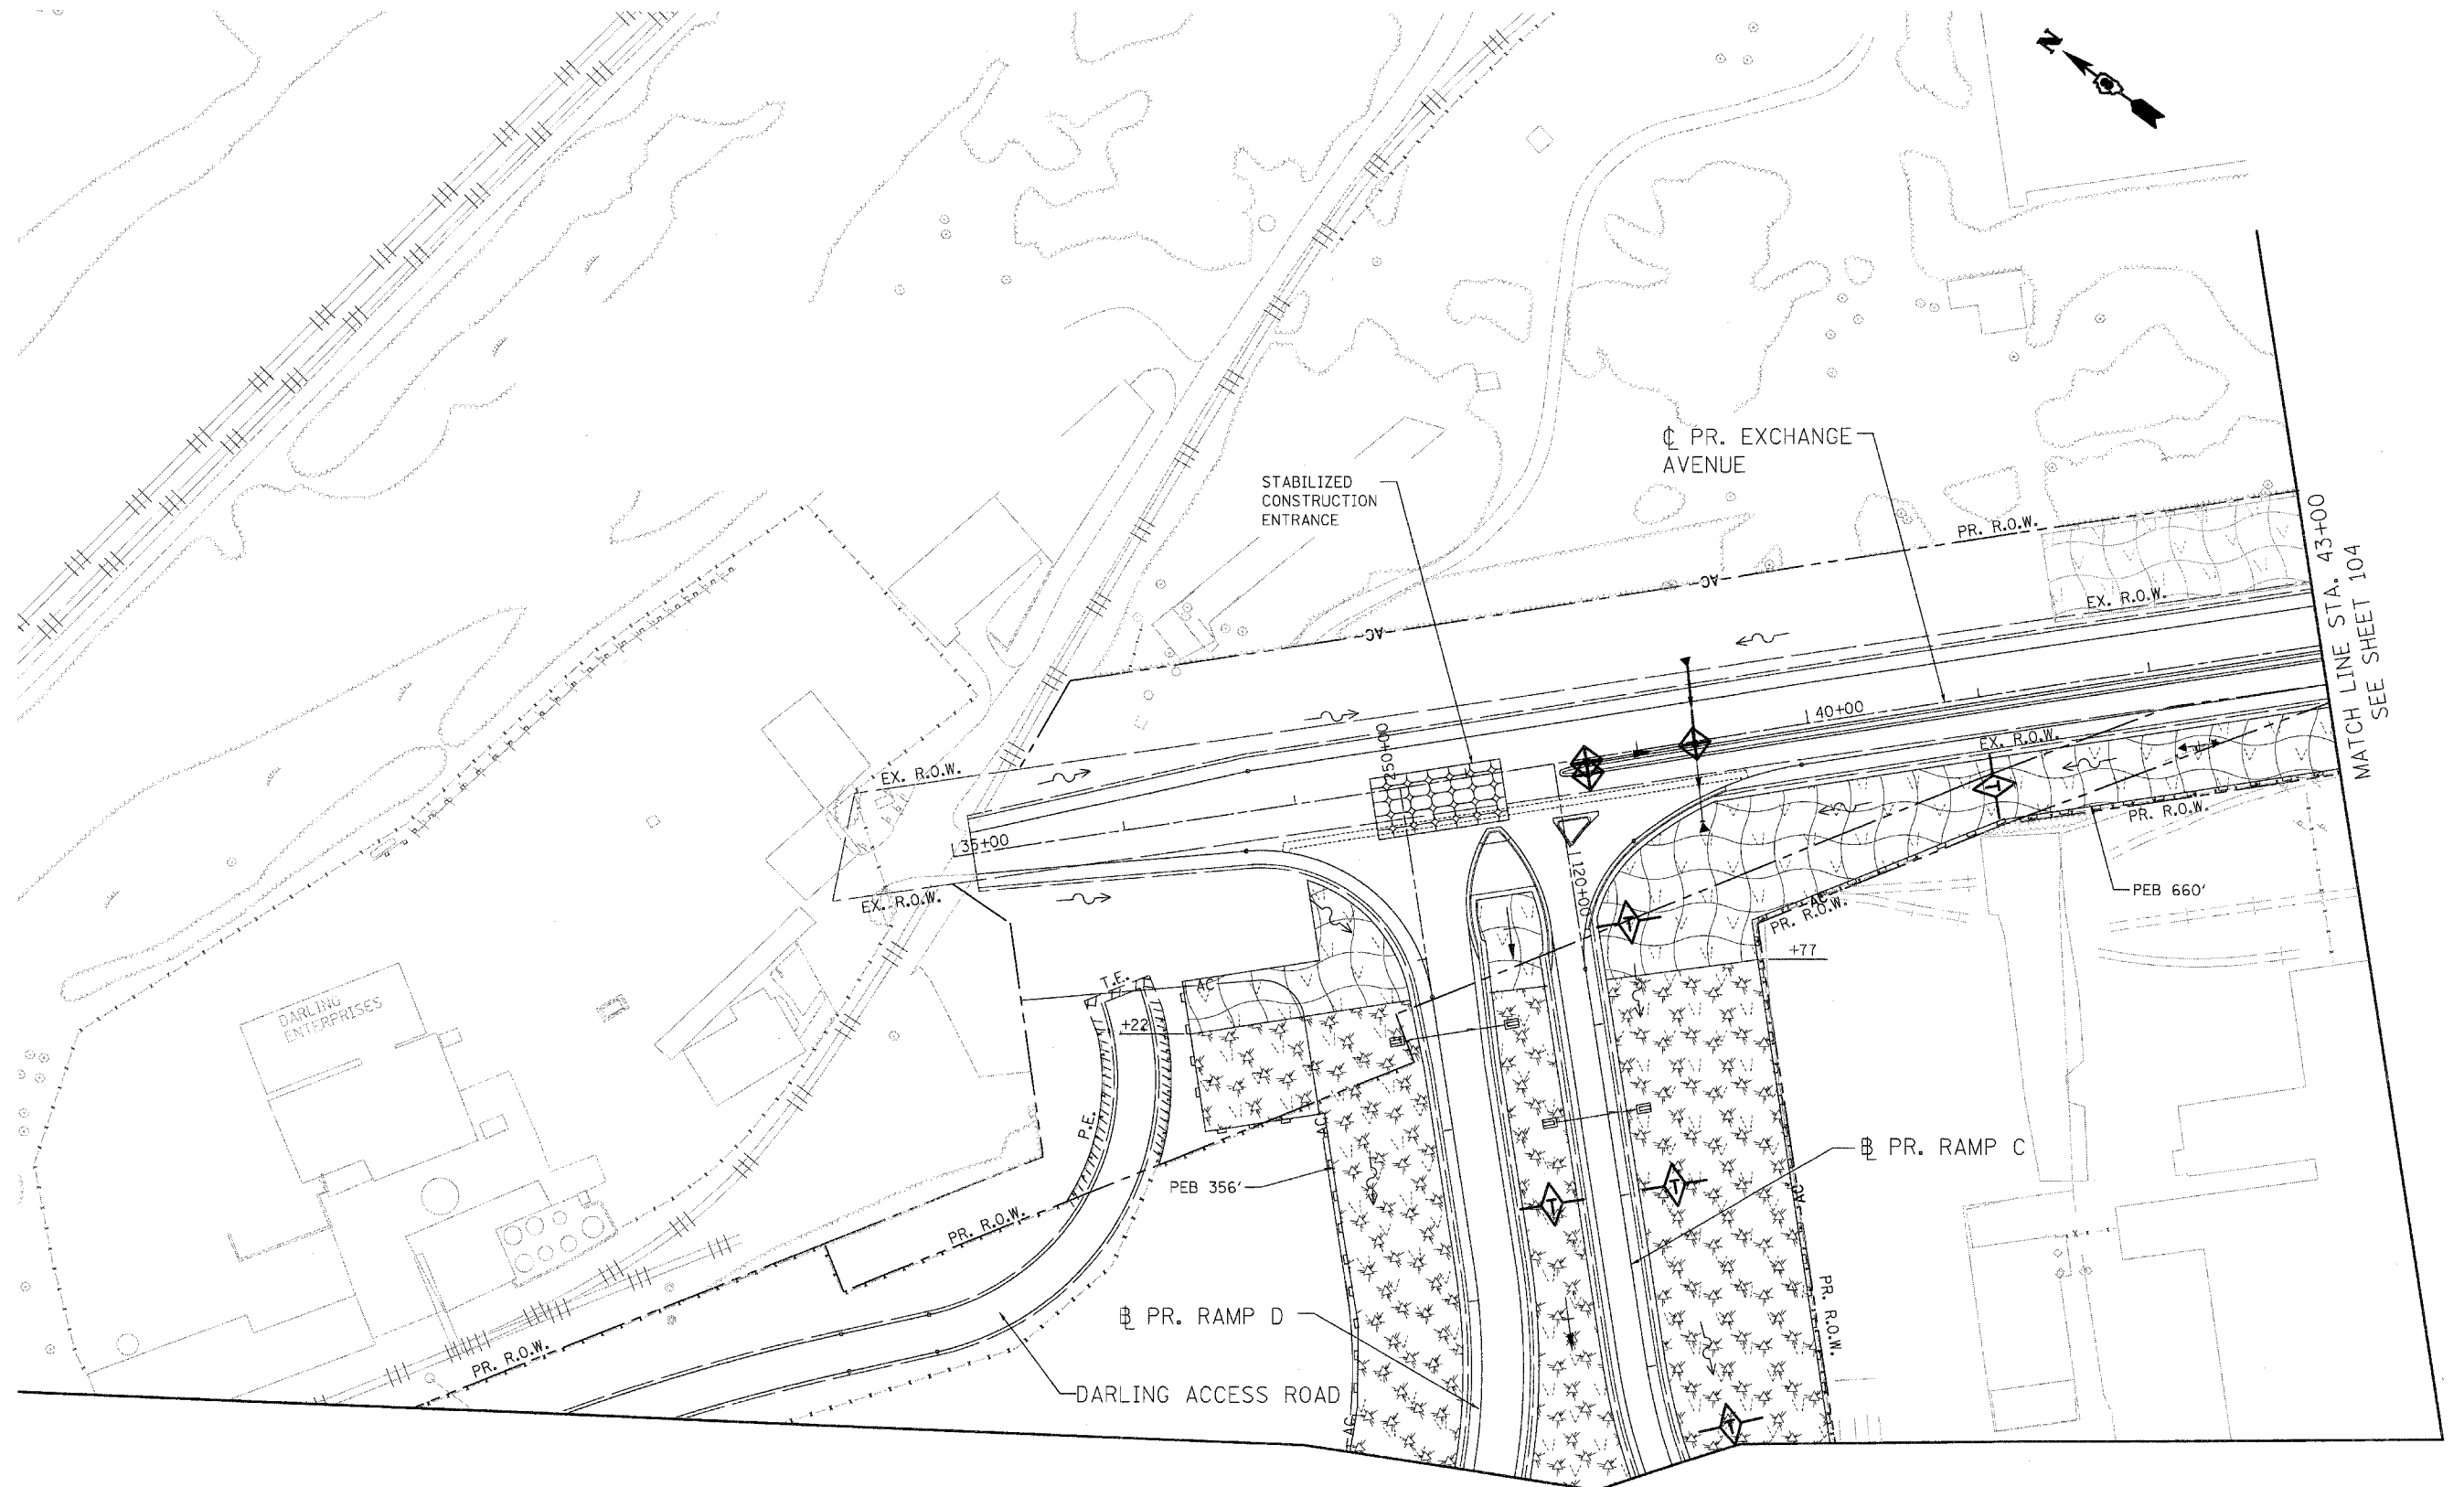 N
℄ PR. EXCHANGE
AVENUE
STABILIZED
CONSTRUCTION
ENTRANCE
PR. R.O.W.
AC
AC
EX. R.O.W.
MATCH LINE STA. 43+00
SEE SHEET 104
40+00
250+00
EX. R.O.W.
EX. R.O.W.
35+00
EX. R.O.W.
PR. R.O.W.
T
120+00
PEB 660'
AC
PR. R.O.W.
T
+77
DARLING
ENTERPRISES
T.E.
AC
+22
P.E.
AC
PEB 356'
T
T
AC
℔ PR. RAMP C
PR. R.O.W.
PR. R.O.W.
℔ PR. RAMP D
PR. R.O.W.
DARLING ACCESS ROAD
AC
T